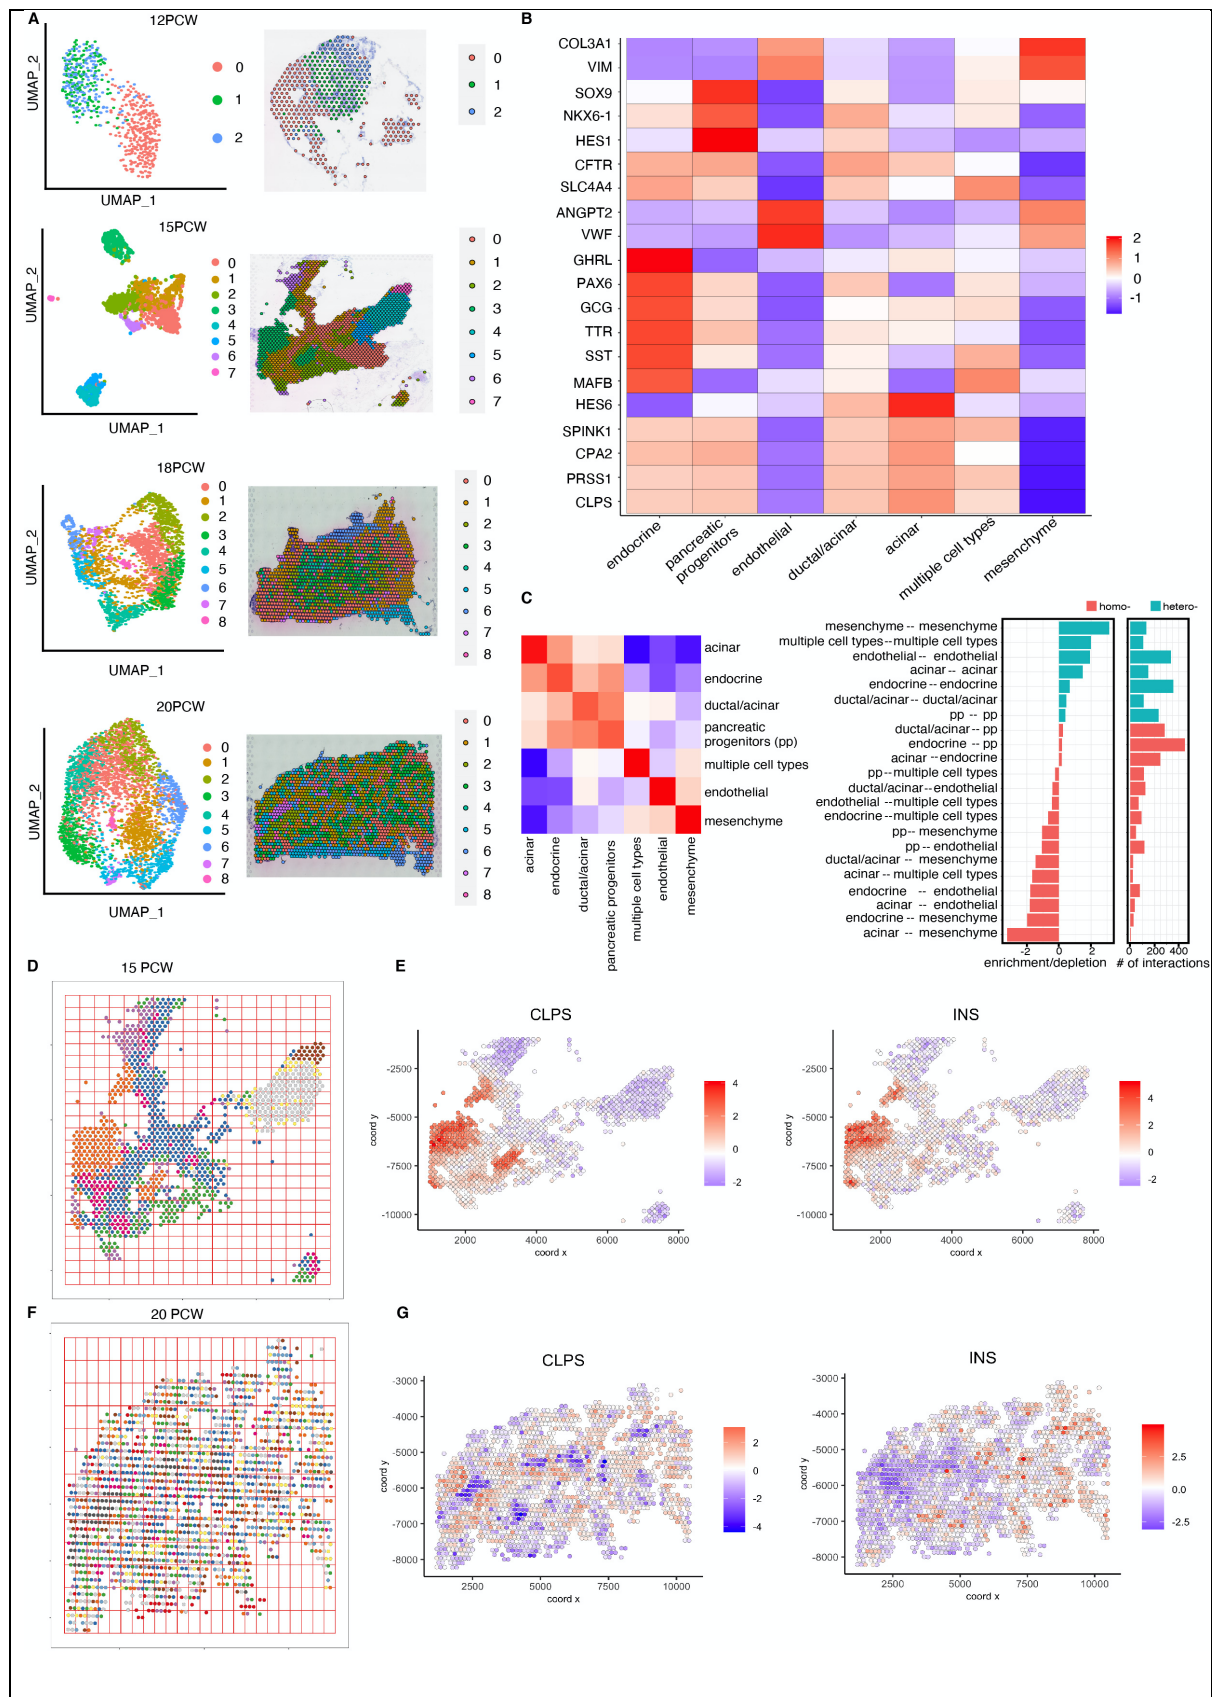 A
12PCW
UMAP_2
UMAP_1
0
1
2
0
1
2
15PCW
UMAP_2
UMAP_1
0
1
2
3
4
5
6
7
0
1
2
3
4
5
6
7
18PCW
UMAP_2
UMAP_1
0
1
2
3
4
5
6
7
8
0
1
2
3
4
5
6
7
8
20PCW
UMAP_2
UMAP_1
0
1
2
3
4
5
6
7
8
0
1
2
3
4
5
6
7
8
B
COL3A1
VIM
SOX9
NKX6-1
HES1
CFTR
SLC4A4
ANGPT2
VWF
GHRL
PAX6
GCG
TTR
SST
MAFB
HES6
SPINK1
CPA2
PRSS1
CLPS
endocrine
pancreatic
progenitors
endothelial
ductal/acinar
acinar
multiple cell types
mesenchyme
2
1
0
-1
C
acinar
endocrine
ductal/acinar
pancreatic
progenitors (pp)
multiple cell types
endothelial
mesenchyme
acinar
endocrine
ductal/acinar
pancreatic progenitors
multiple cell types
endothelial
mesenchyme
homo-
hetero-
mesenchyme -- mesenchyme
multiple cell types--multiple cell types
endothelial -- endothelial
acinar -- acinar
endocrine -- endocrine
ductal/acinar -- ductal/acinar
pp -- pp
ductal/acinar -- pp
endocrine -- pp
acinar -- endocrine
pp--multiple cell types
ductal/acinar--endothelial
endothelial --multiple cell types
endocrine --multiple cell types
pp-- mesenchyme
pp -- endothelial
ductal/acinar -- mesenchyme
acinar --multiple cell types
endocrine -- endothelial
acinar -- endothelial
endocrine -- mesenchyme
acinar -- mesenchyme
-2 0 2
enrichment/depletion
0 200 400
# of interactions
D
15 PCW
E
CLPS
coord y
-2500
-5000
-7500
-10000
2000 4000 6000 8000
coord x
4
2
0
-2
INS
coord y
-2500
-5000
-7500
-10000
2000 4000 6000 8000
coord x
4
2
0
-2
F
20 PCW
G
CLPS
coord y
-3000
-4000
-5000
-6000
-7000
-8000
2500 5000 7500 10000
coord x
2
0
-2
-4
INS
coord y
-3000
-4000
-5000
-6000
-7000
-8000
2500 5000 7500 10000
coord x
2.5
0.0
-2.5